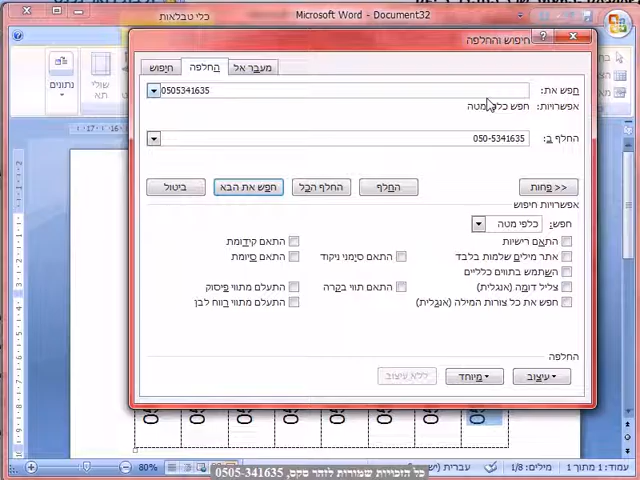 Document32 - Microsoft Word
כלי טבלאות
חיפוש והחלפה
חיפוש
החלפה
מעבר אל
חפש את:
0505341635
אפשרויות:
חפש כלפי מטה
החלף ב:
050-5341635
<< פחות
החלף
החלף הכל
חפש את הבא
ביטול
אפשרויות חיפוש
חפש:
כלפי מטה
התאם רישיות
אתר מילים שלמות בלבד
השתמש בתווים כלליים
צליל דומה (אנגלית)
חפש את כל צורות המילה (אנגלית)
התאם סימני ניקוד
התאם תווי בקרה
התאם קידומת
התאם סיומת
התעלם מתווי פיסוק
התעלם מתווי רווח לבן
החלפה
עיצוב
מיוחד
ללא עיצוב
נתונים
שולי
התא
כל הזכויות שמורות לזהר סקס, 0505-341635
עמוד: 1 מתוך 1
מילים: 1/8
80%